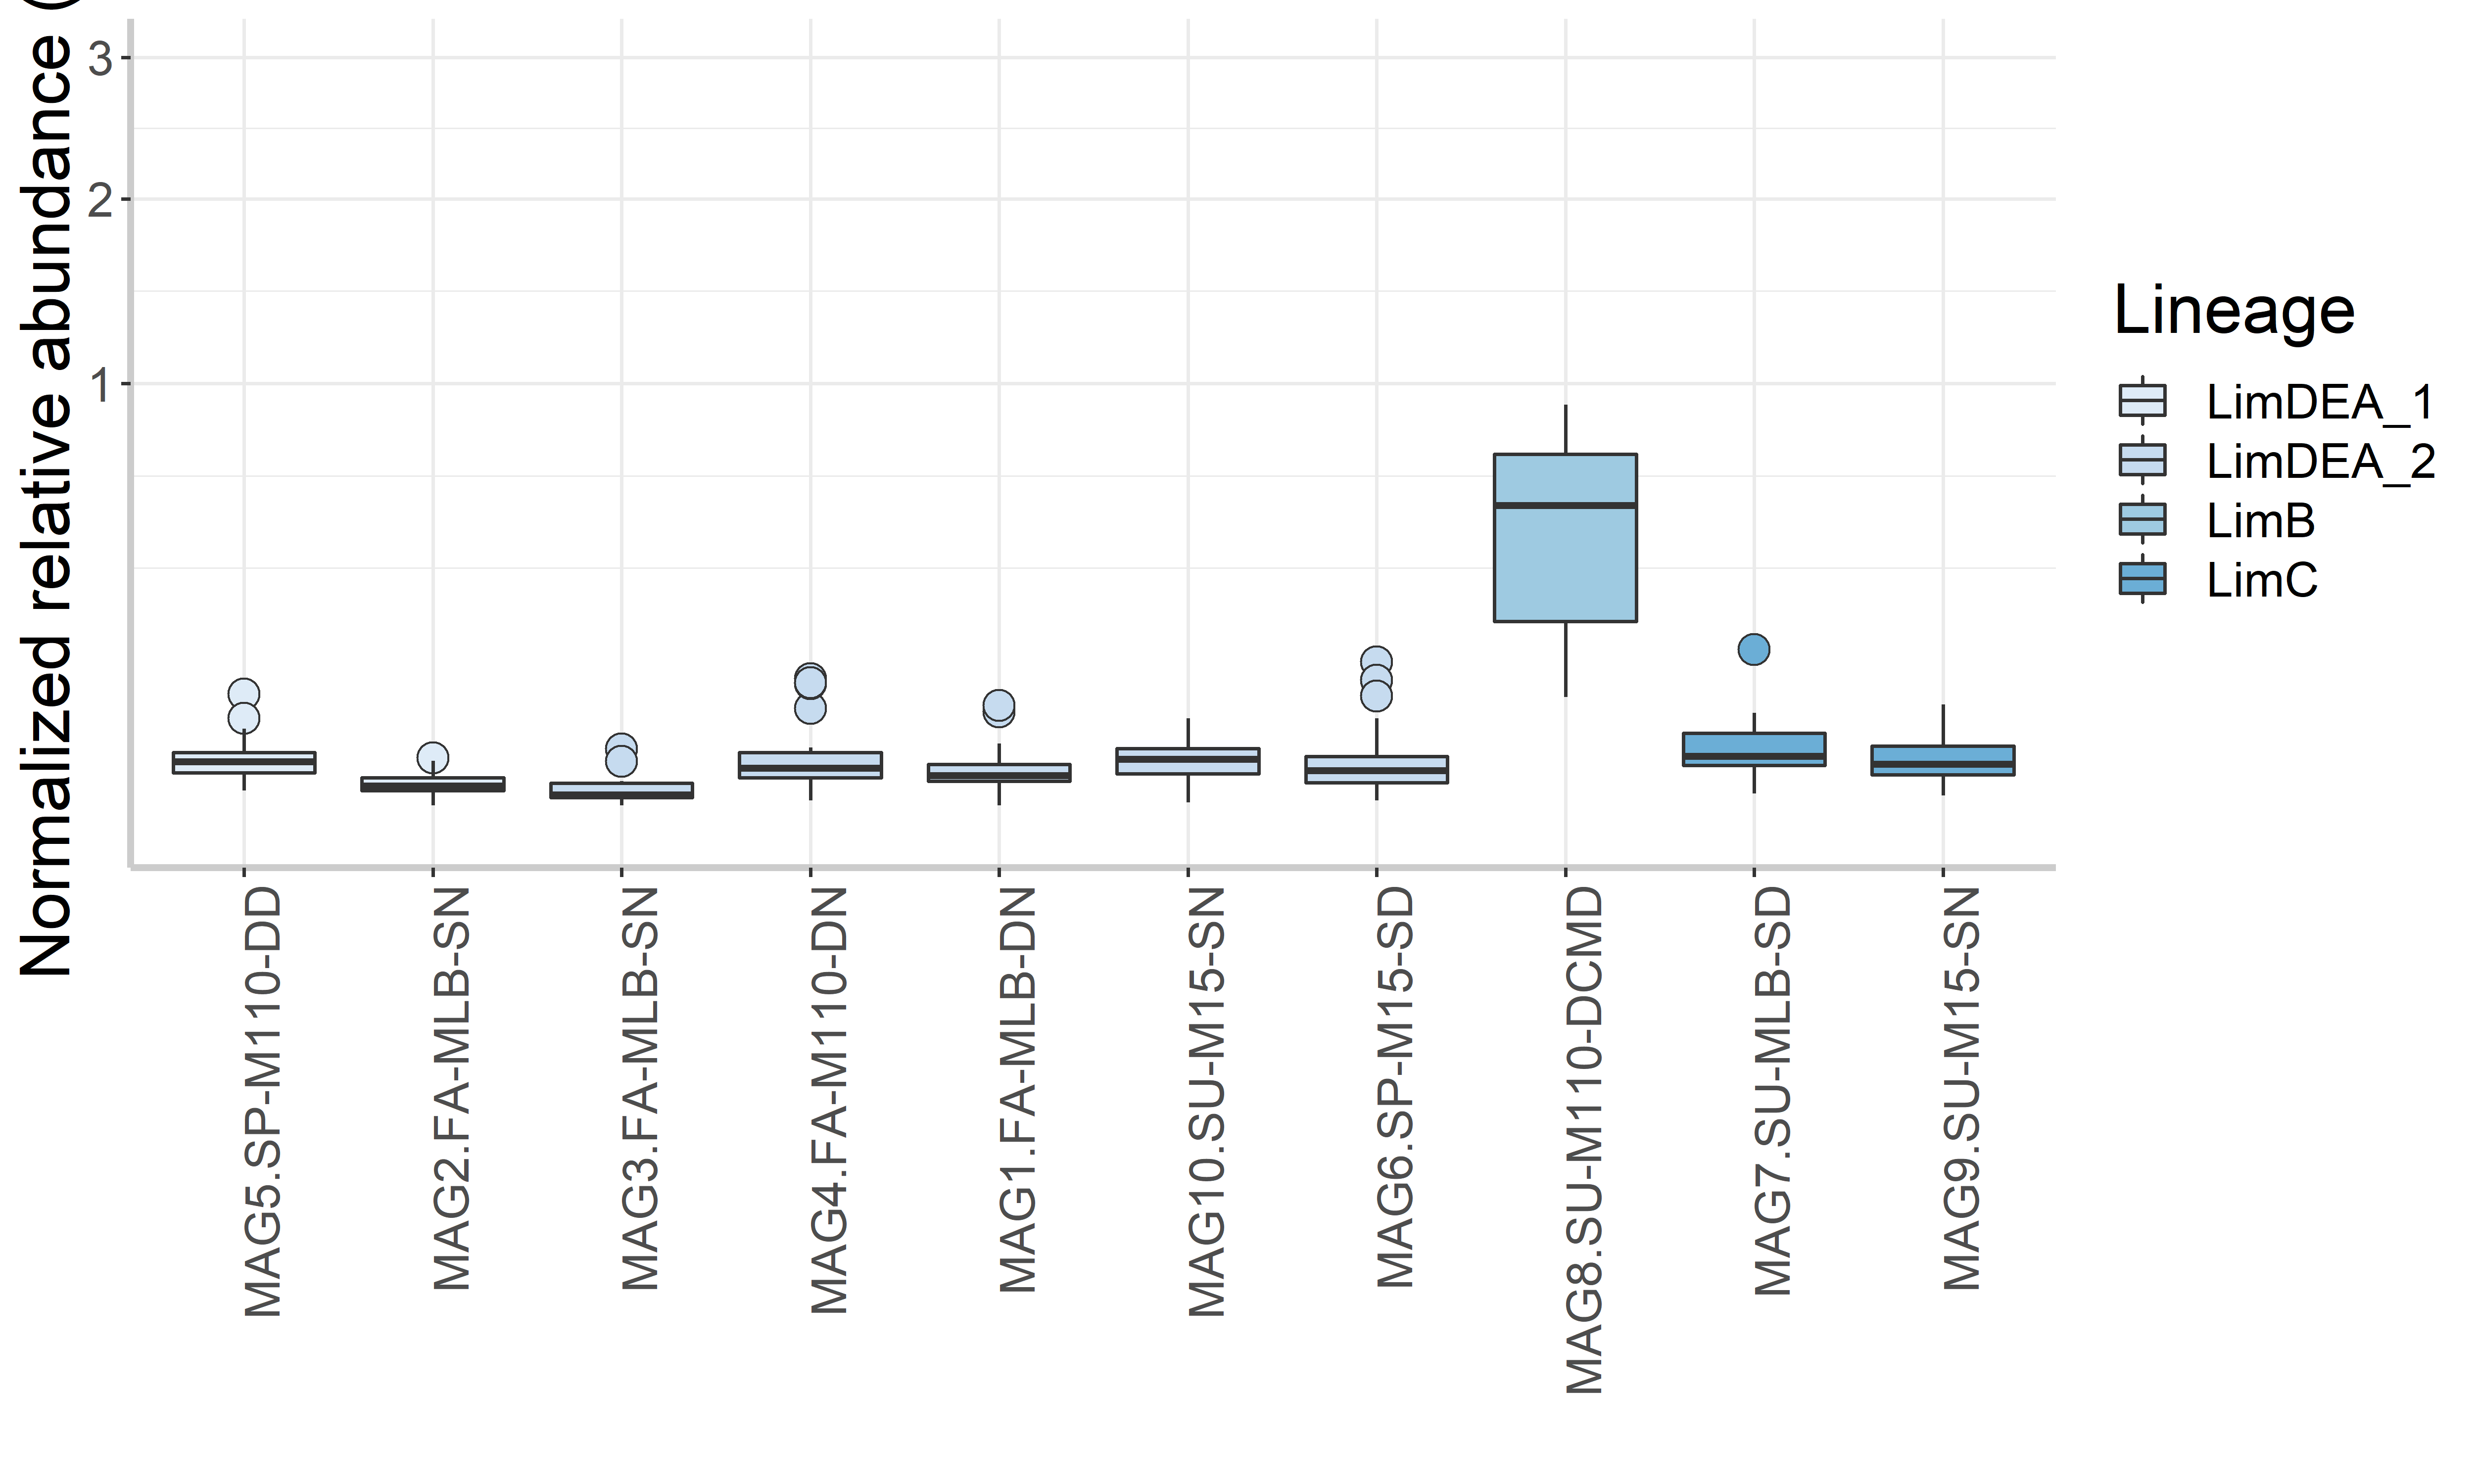 Normalized relative abundance (
3
2
1
MAG5.SP-M110-DD
MAG2.FA-MLB-SN
MAG3.FA-MLB-SN
MAG4.FA-M110-DN
MAG1.FA-MLB-DN
MAG10.SU-M15-SN
MAG6.SP-M15-SD
MAG8.SU-M110-DCMD
MAG7.SU-MLB-SD
MAG9.SU-M15-SN
Lineage
LimDEA_1
LimDEA_2
LimB
LimC